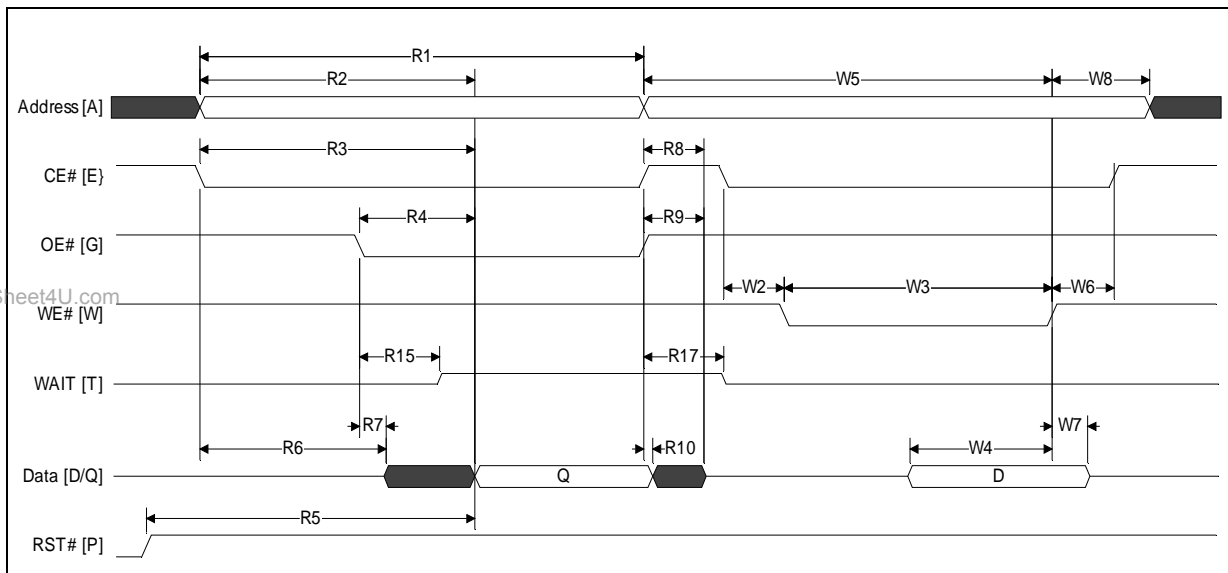 R1
R2
W5
W8
Address [A]
R3
R8
CE# [E}
R4
R9
OE# [G]
heet4U.com
W2
W3
W6
WE# [W]
R15
R17
WAIT [T]
R7
W7
R6
R10
W4
Data [D/Q]
Q
D
R5
RST# [P]